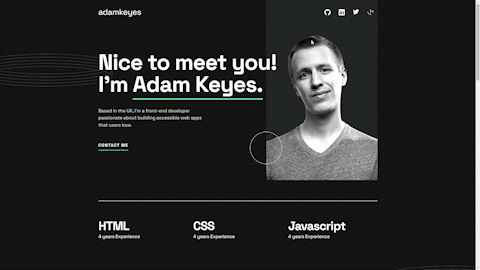 adamkeyes
Nice to meet you!
I'm Adam Keyes.
Based in the UK, I'm a front-end developer
passionate about building accessible web apps
that users love.
CONTACT ME
HTML
4 years Experience
CSS
4 years Experience
Javascript
4 years Experience